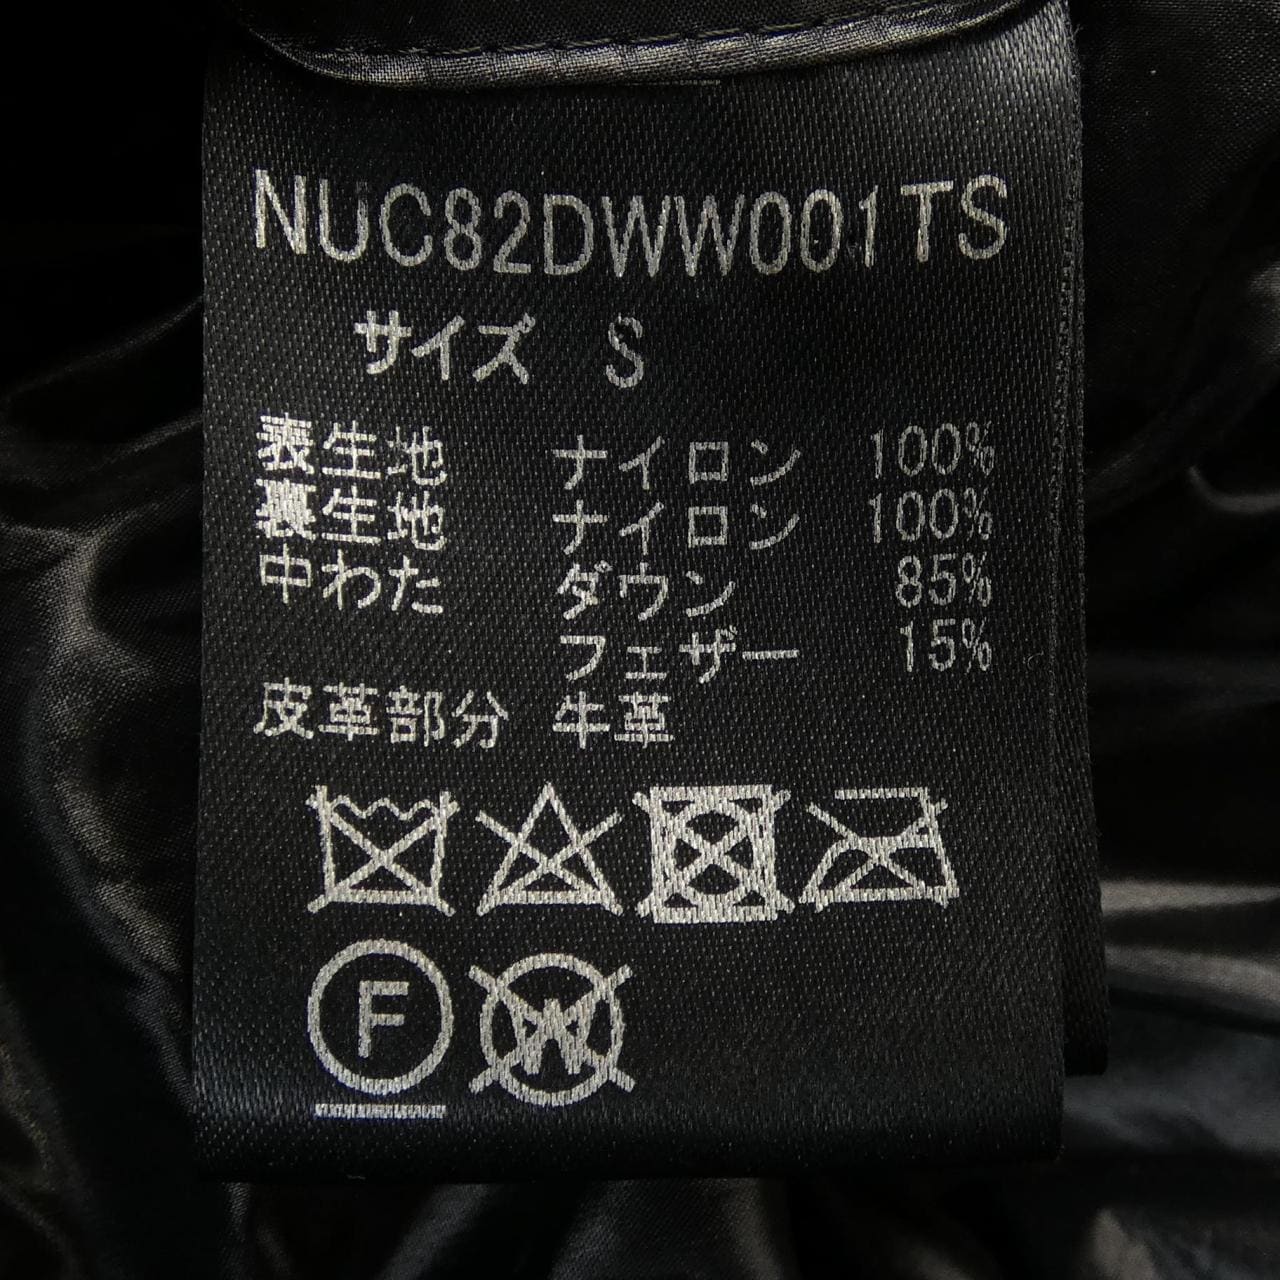 NUC82DWW001TS
サイズ S
表生地 ナイロン 100%
裏生地 ナイロン 100%
中わた ダウン 85%
フェザー 15%
皮革部分 牛革
F
W